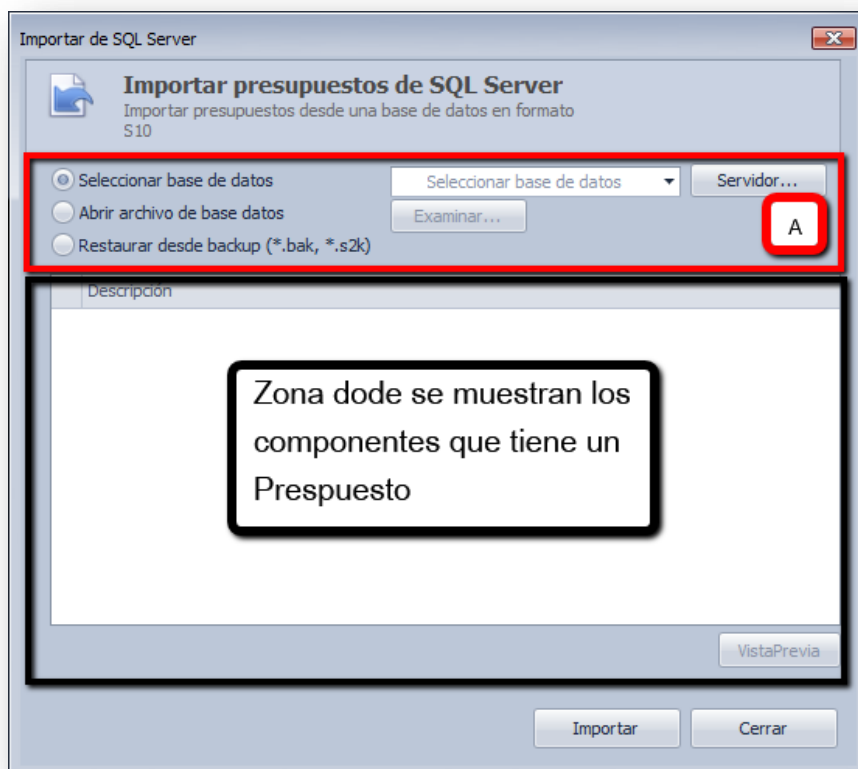 Importar de SQL Server
Importar presupuestos de SQL Server
Importar presupuestos desde una base de datos en formato
S10
Seleccionar base de datos
Seleccionar base de datos
Servidor...
Abrir archivo de base datos
Examinar...
A
Restaurar desde backup (*.bak, *.s2k)
Descripción
Zona dode se muestran los
componentes que tiene un
Prespuesto
VistaPrevia
Importar
Cerrar